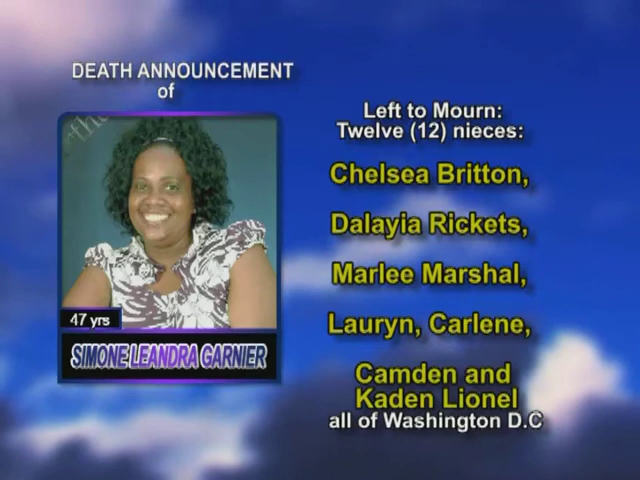 DEATH ANNOUNCEMENT
of
47 yrs
SIMONE LEANDRA GARNIER
Left to Mourn:
Twelve (12) nieces:
Chelsea Britton,
Dalayia Rickets,
Marlee Marshal,
Lauryn, Carlene,
Camden and
Kaden Lionel
all of Washington D.C